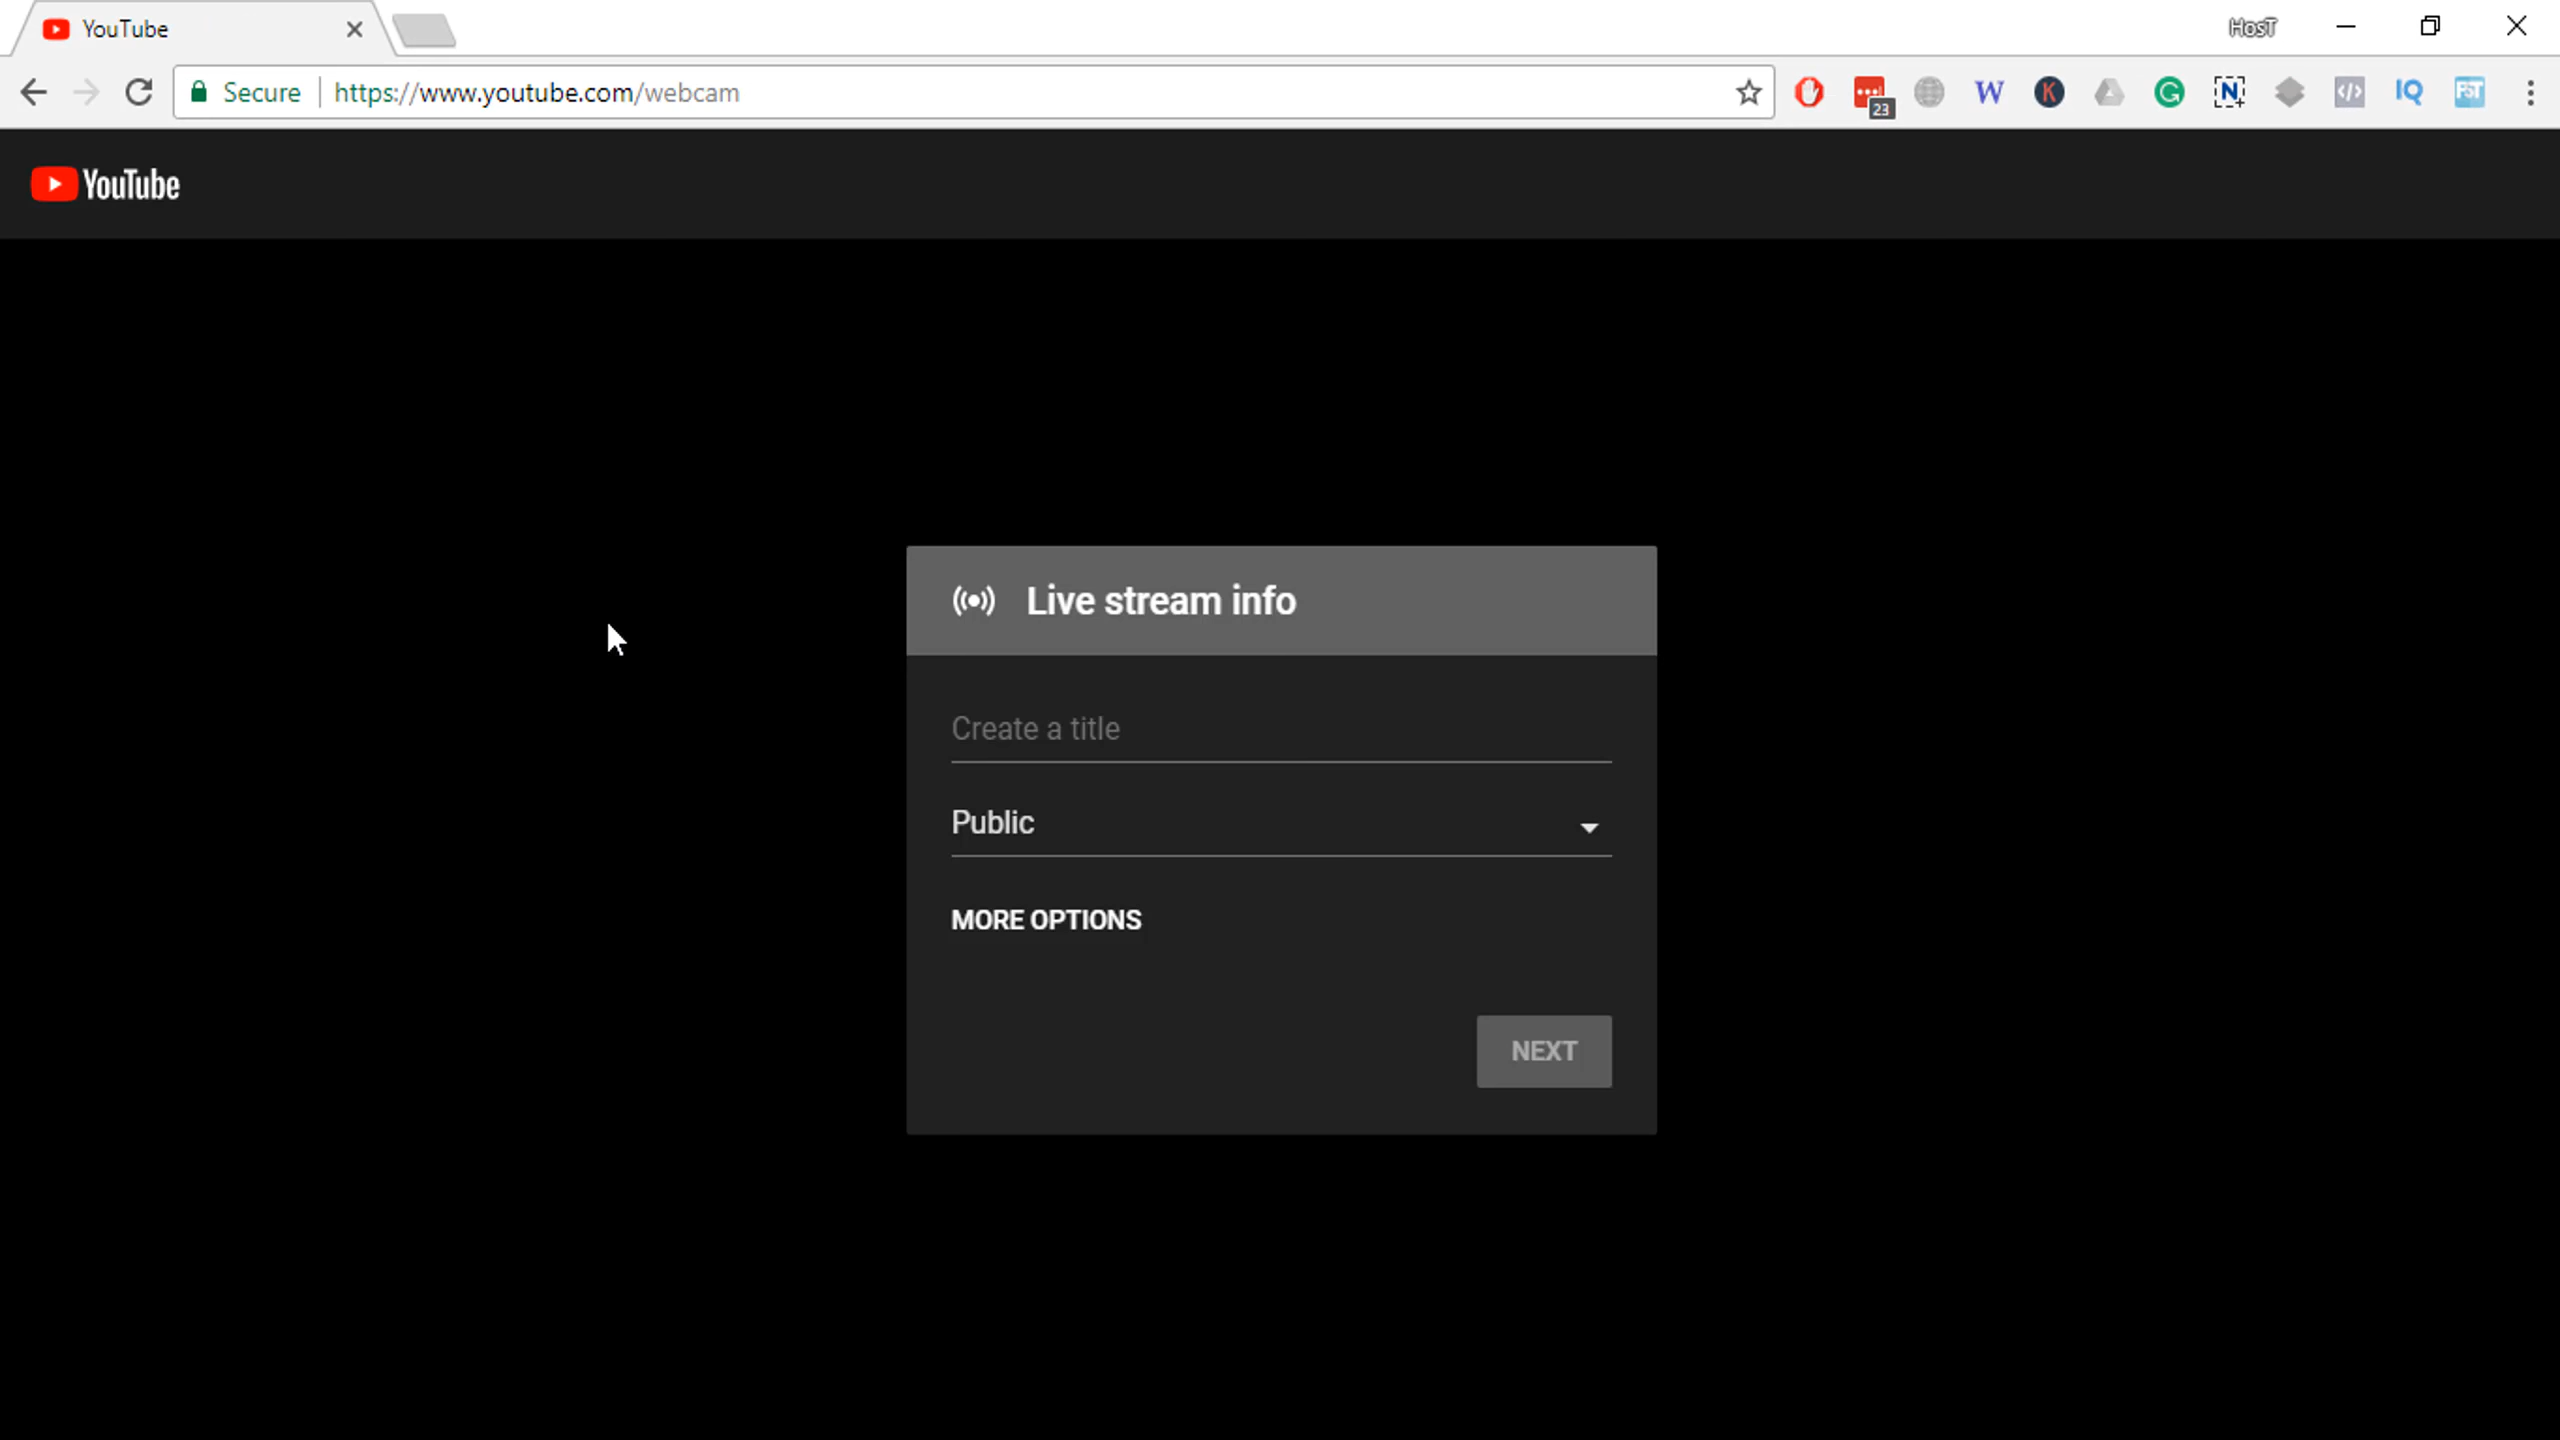 YouTube
HosT
Secure
https://www.youtube.com/webcam
23
W
K
G
N
</>
IQ
FST
YouTube
Live stream info
Create a title
Public
MORE OPTIONS
NEXT